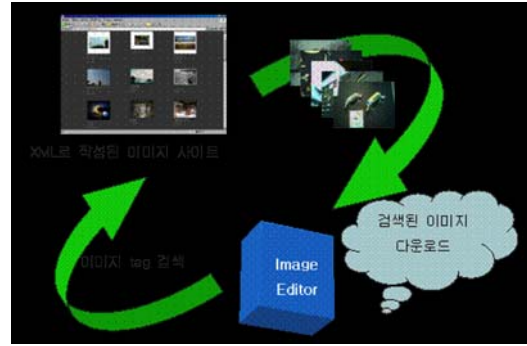 XML로 작성된 이미지 사이트
검색된 이미지
다운로드
이미지 tag 검색
Image
Editor